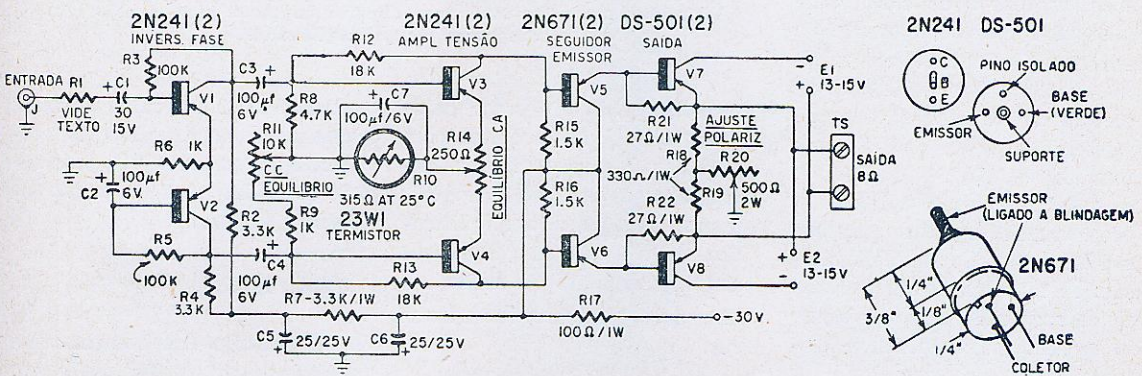 2N241(2)
INVERS. FASE
2N241(2)
AMPL TENSÃO
2N671(2)
SEGUIDOR
EMISSOR
DS-501(2)
SAIDA
2N241
DS-501
ENTRADA
J
R1
VIDE
TEXTO
+C1
30
15V
R3
100K
V1
C3
100µf
6V
R12
18K
R8
4.7K
R11
10K
C.C
EQUILIBRIO
+C7
100µf/6V
R10
315Ω AT 25°C
23W1
TERMISTOR
R14
250Ω
EQUILÍBRIO CA
V3
R6
1K
C2
+
100µf
6V.
V2
R5
100K
R4
3.3K
R2
3.3K
C4
+
100µf
6V
R9
1K
R13
18K
V4
R7-3.3K/1W
C5
25/25V
+
C6
25/25V
+
R17
100Ω/1W
-30V
V5
R15
1.5K
R16
1.5K
V6
V7
R21
27Ω/1W
AJUSTE
POLARIZ
R18
330Ω/1W
R19
R20
500Ω
2W
R22
27Ω/1W
V8
-
E1
13-15V
+
TS
SAÍDA
8Ω
+
E2
13-15V
-
C
B
E
PINO ISOLADO
BASE
(VERDE)
EMISSOR
SUPORTE
EMISSOR
(LIGADO A BLINDAGEM)
2N671
1/4"
3/8"
1/8"
1/4"
BASE
COLETOR